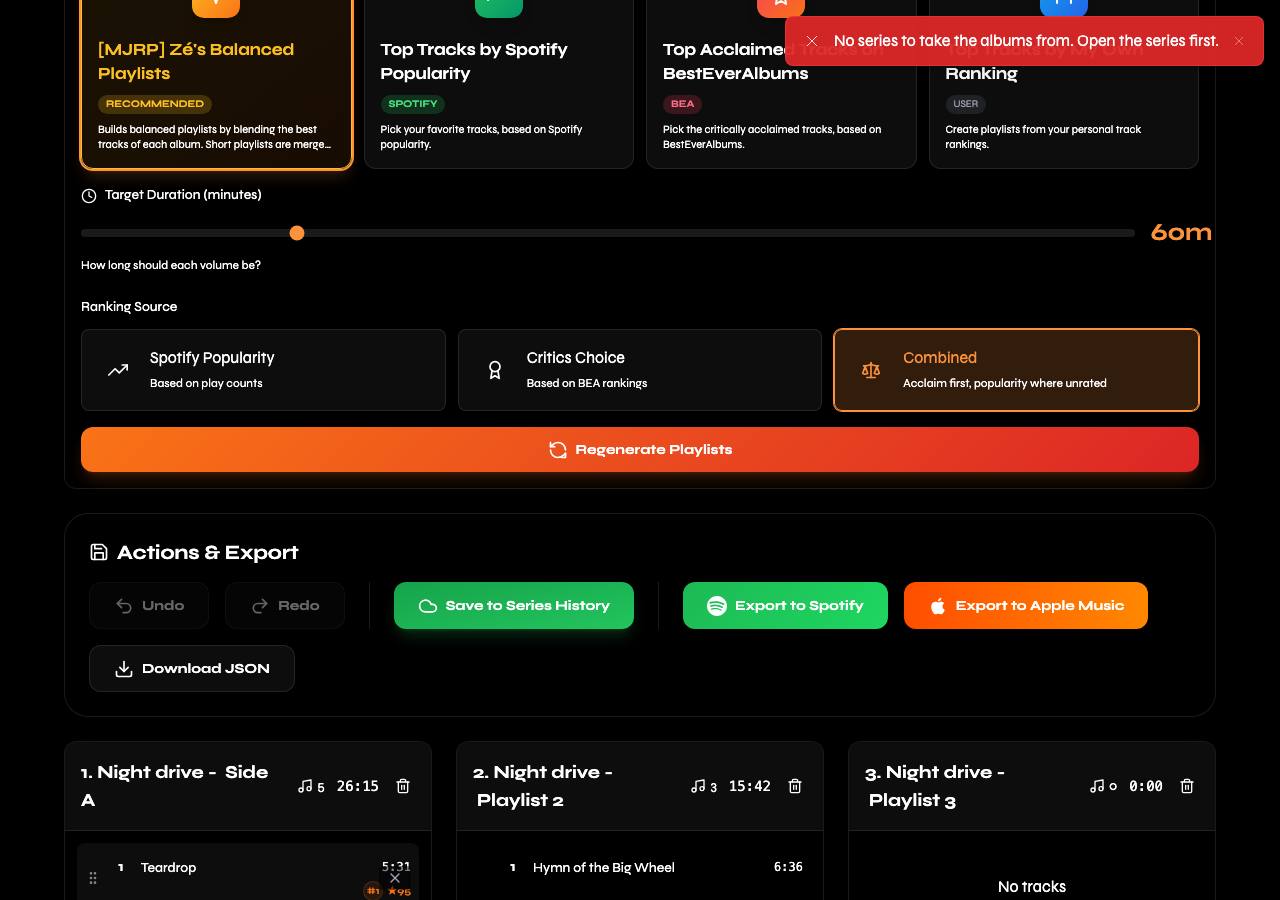 No series to take the albums from. Open the series first.
[MJRP] Zé's Balanced
Playlists
RECOMMENDED
Builds balanced playlists by blending the best
tracks of each album. Short playlists are merge…
Top Tracks by Spotify
Popularity
SPOTIFY
Pick your favorite tracks, based on Spotify
popularity.
Top Acclaimed Tracks on
BestEverAlbums
BEA
Pick the critically acclaimed tracks, based on
BestEverAlbums.
Top Tracks by My Own
Ranking
USER
Create playlists from your personal track
rankings.
Target Duration (minutes)
60m
How long should each volume be?
Ranking Source
Spotify Popularity
Based on play counts
Critics Choice
Based on BEA rankings
Combined
Acclaim first, popularity where unrated
Regenerate Playlists
Actions & Export
Undo
Redo
Save to Series History
Export to Spotify
Export to Apple Music
Download JSON
1. Night drive - Side
A
5 26:15
2. Night drive -
Playlist 2
3 15:42
3. Night drive -
Playlist 3
0 0:00
1 Teardrop 5:31
#1 ★95
1 Hymn of the Big Wheel 6:36
No tracks